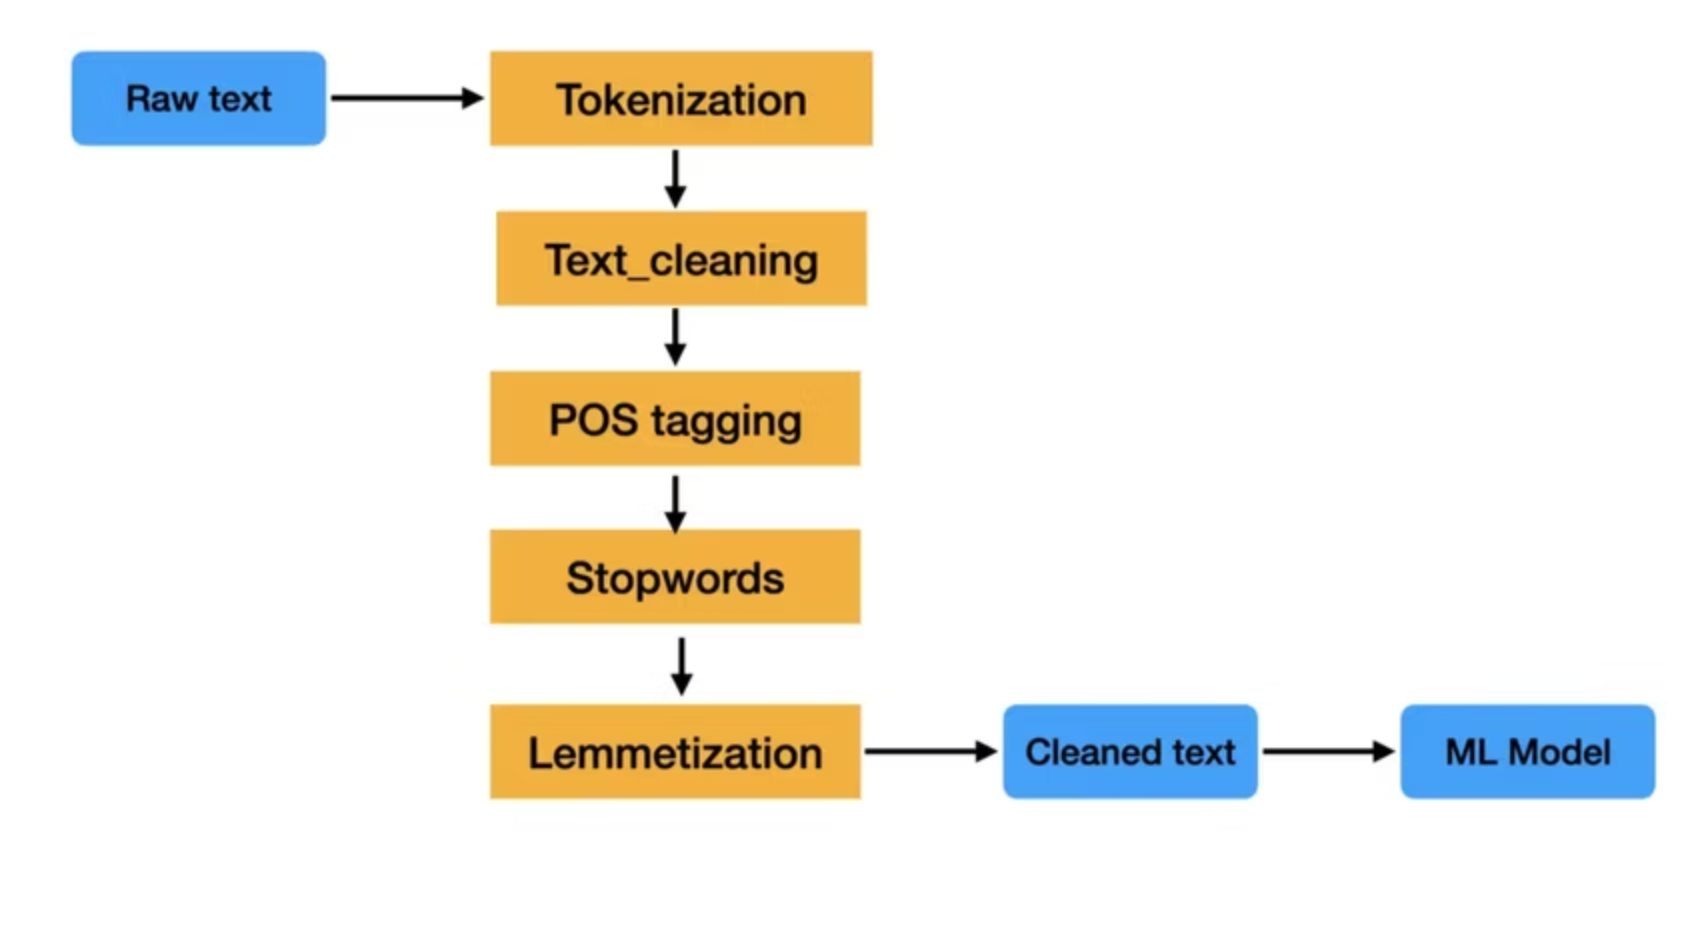 Raw text
Tokenization
Text_cleaning
POS tagging
Stopwords
Lemmetization
Cleaned text
ML Model